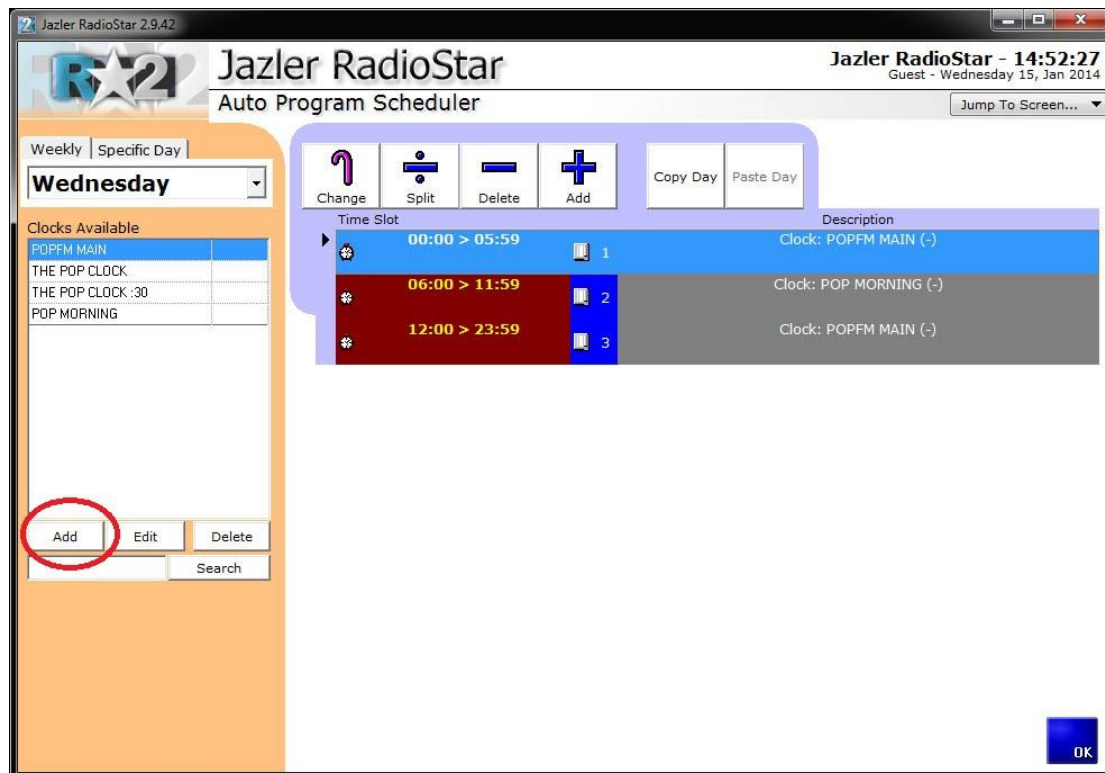 Jazler RadioStar 2.9.42
R 2
Jazler RadioStar
Jazler RadioStar - 14:52:27
Guest - Wednesday 15, Jan 2014
Auto Program Scheduler
Jump To Screen...
Weekly Specific Day
Wednesday
Clocks Available
POPFM MAIN
THE POP CLOCK
THE POP CLOCK :30
POP MORNING
Add Edit Delete
Search
Change Split Delete Add Copy Day Paste Day
Time Slot Description
00:00 > 05:59 1 Clock: POPFM MAIN (-)
06:00 > 11:59 2 Clock: POP MORNING (-)
12:00 > 23:59 3 Clock: POPFM MAIN (-)
OK